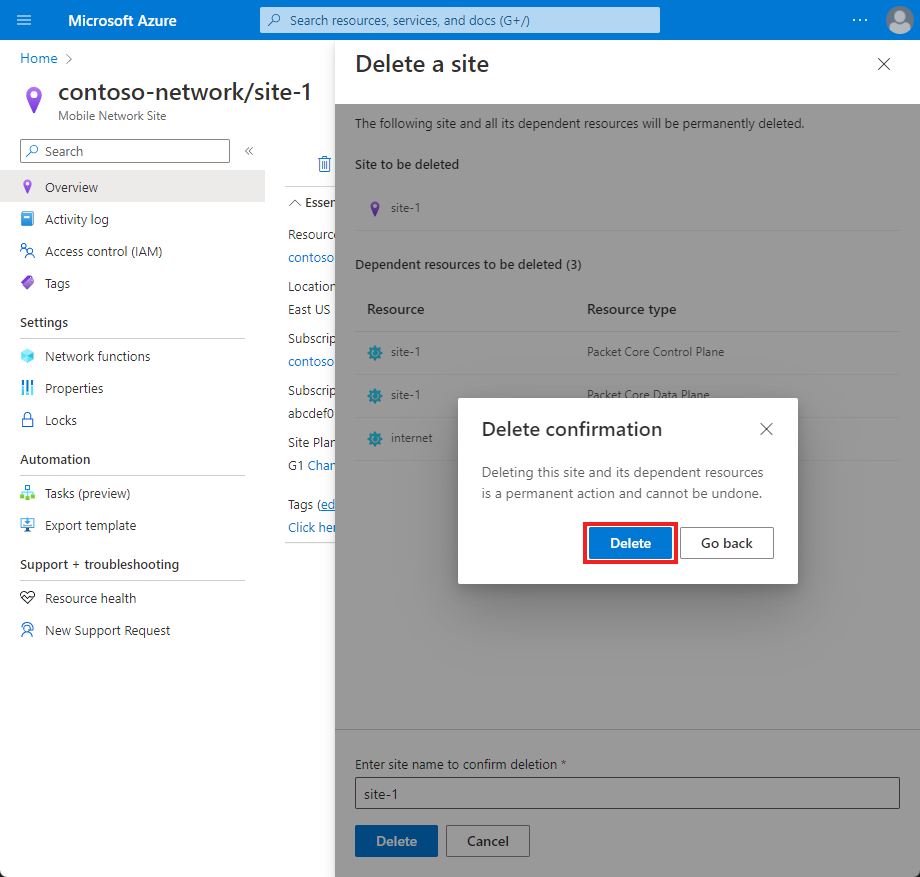 Microsoft Azure
Search resources, services, and docs (G+/)
Home
contoso-network/site-1
Mobile Network Site
Search
Overview
Activity log
Access control (IAM)
Tags
Settings
Network functions
Properties
Locks
Automation
Tasks (preview)
Export template
Support + troubleshooting
Resource health
New Support Request
Essen
Resourc
contoso
Location
East US
Subscrip
contoso
Subscrip
abcdef0
Site Plan
G1 Chan
Tags (ed
Click her
Delete a site
The following site and all its dependent resources will be permanently deleted.
Site to be deleted
site-1
Dependent resources to be deleted (3)
Resource Resource type
site-1 Packet Core Control Plane
site-1 Packet Core Data Plane
internet
Delete confirmation
Deleting this site and its dependent resources
is a permanent action and cannot be undone.
Delete Go back
Enter site name to confirm deletion *
site-1
Delete Cancel